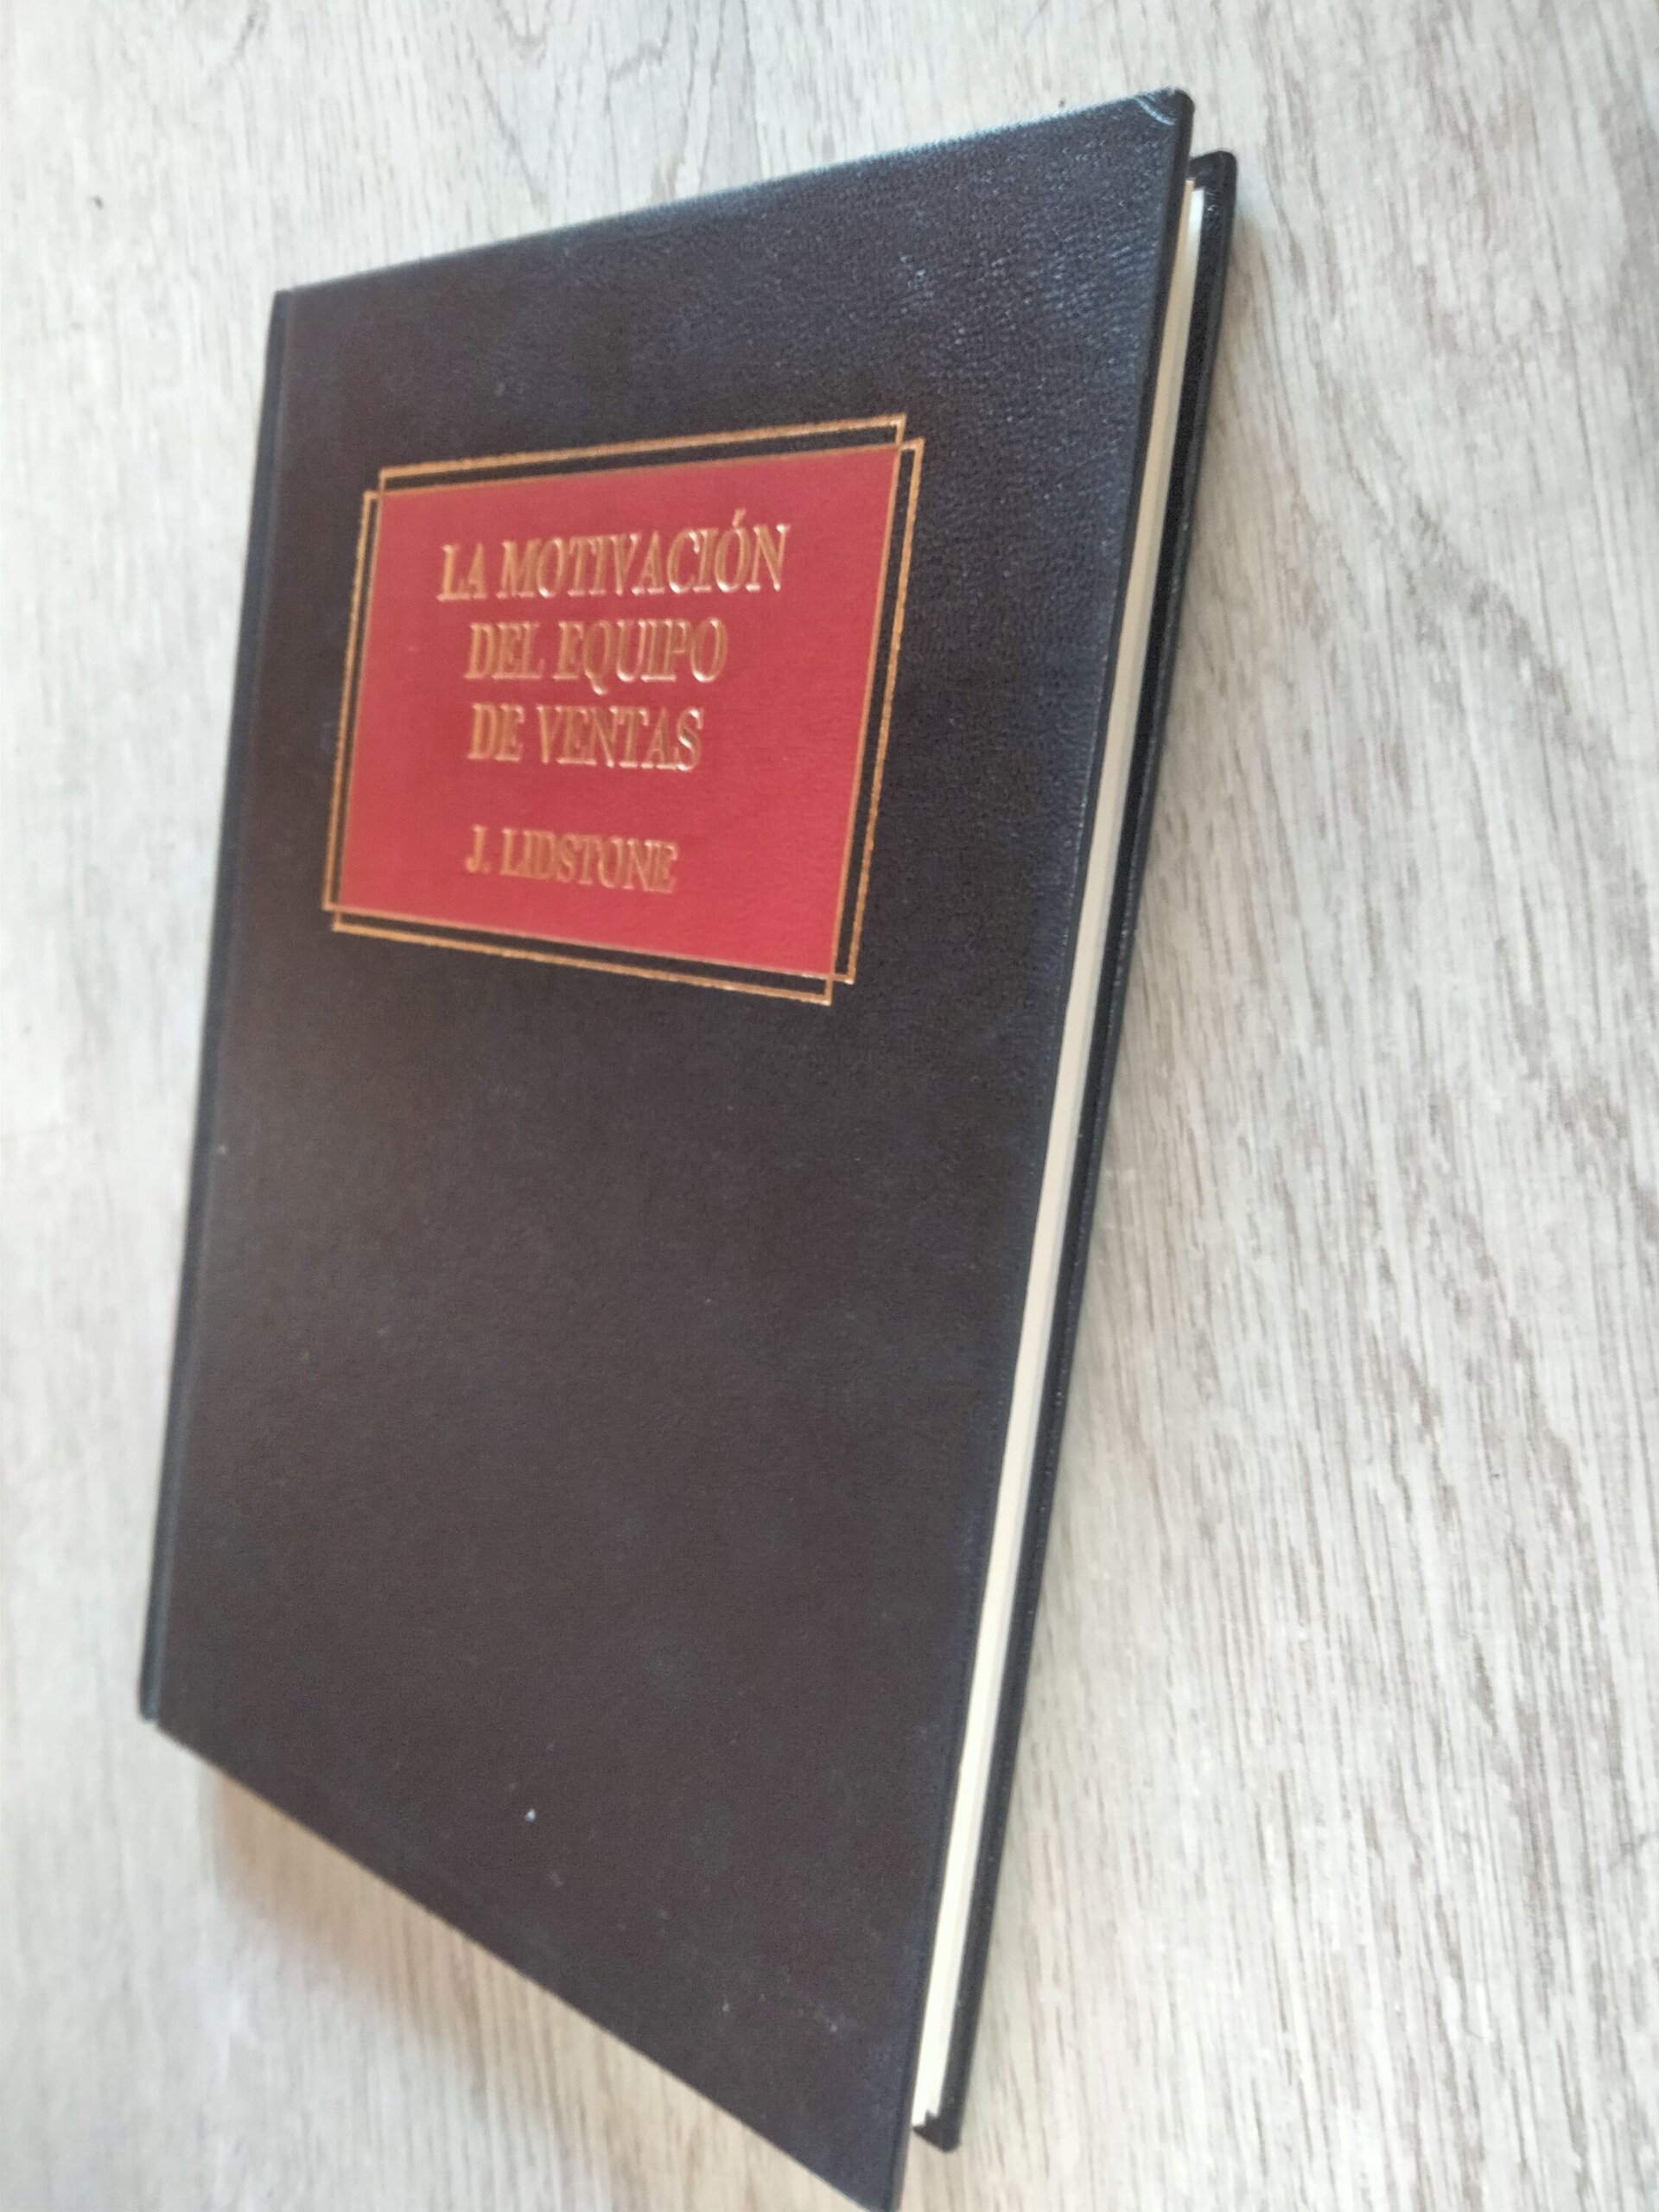 LA MOTIVACIÓN
DEL EQUIPO
DE VENTAS
J. LIDSTONE